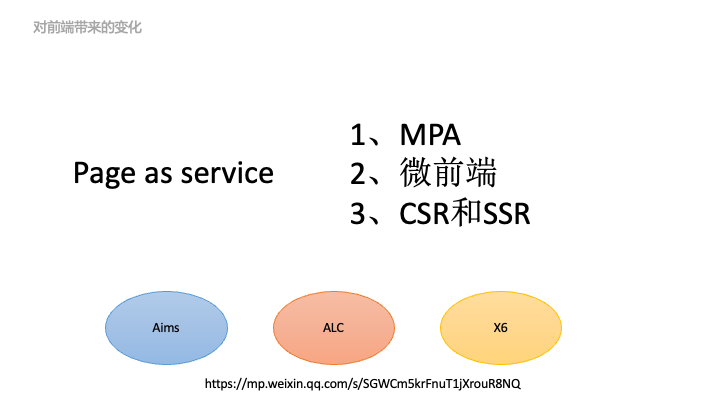 对前端带来的变化
Page as service
1、MPA
2、微前端
3、CSR和SSR
Aims
ALC
X6
https://mp.weixin.qq.com/s/SGWCm5krFnuT1jXrouR8NQ